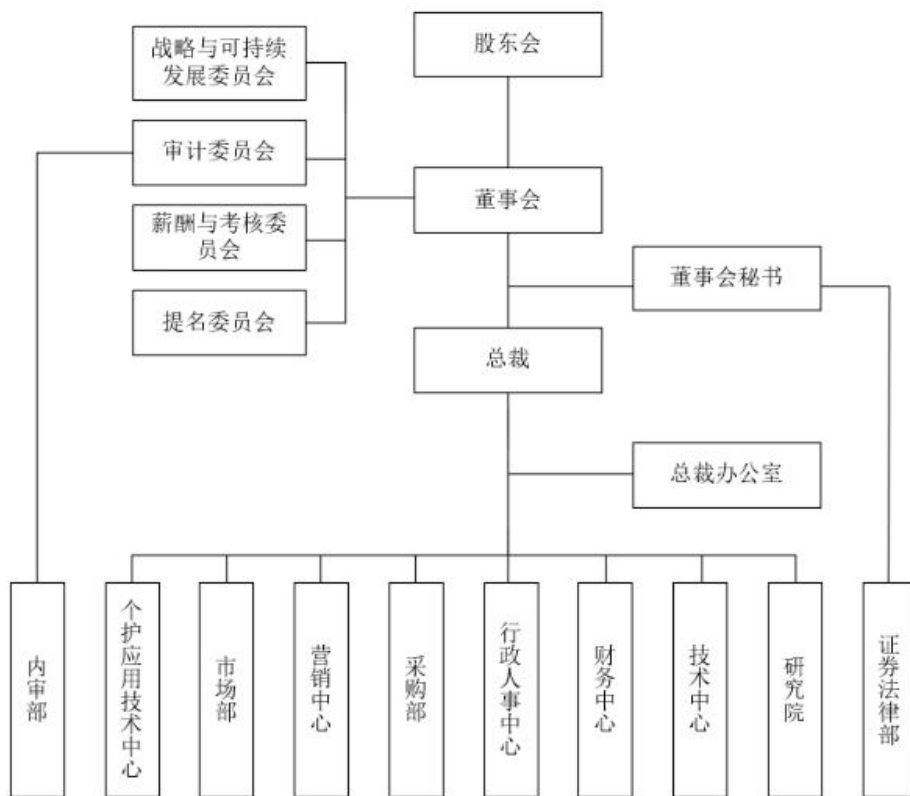 战略与可持续
发展委员会
股东会
审计委员会
董事会
薪酬与考核委
员会
董事会秘书
提名委员会
总裁
总裁办公室
内审部
个护应用技术中心
市场部
营销中心
采购部
行政人事中心
财务中心
技术中心
研究院
证券法律部